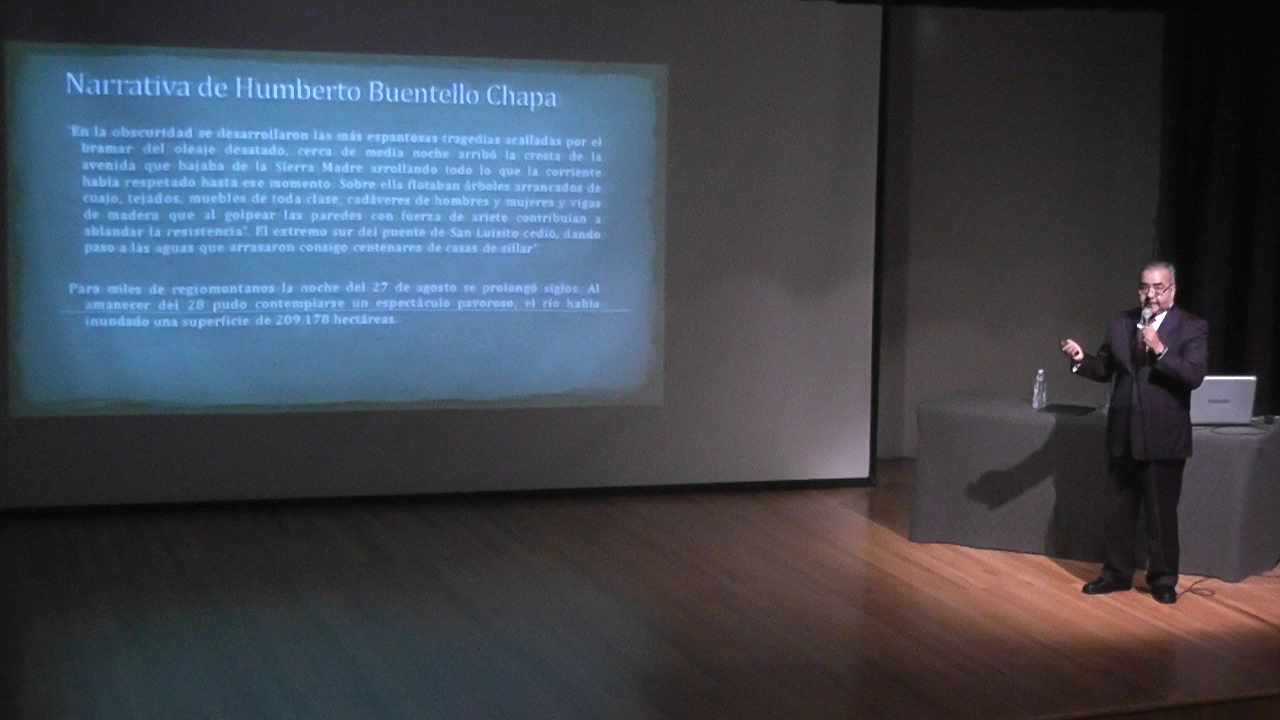 Narrativa de Humberto Buentello Chapa
"En la obscuridad se desarrollaron las más espantosas tragedias acalladas por el
bramar del oleaje desatado, cerca de media noche arribó la cresta de la
avenida que bajaba de la Sierra Madre arrollando todo lo que la corriente
había respetado hasta ese momento. Sobre ella flotaban árboles arrancados de
cuajo, tejados, muebles de toda clase, cadáveres de hombres y mujeres y vigas
de madera que al golpear las paredes con fuerza de ariete contribuían a
ablandar la resistencia". El extremo sur del puente de San Luisito cedió, dando
paso a las aguas que arrasaron consigo centenares de casas de sillar"
Para miles de regiomontanos la noche del 27 de agosto se prolongó siglos. Al
amanecer del 28 pudo contemplarse un espectáculo pavoroso, el río había
inundado una superficie de 209,178 hectáreas.